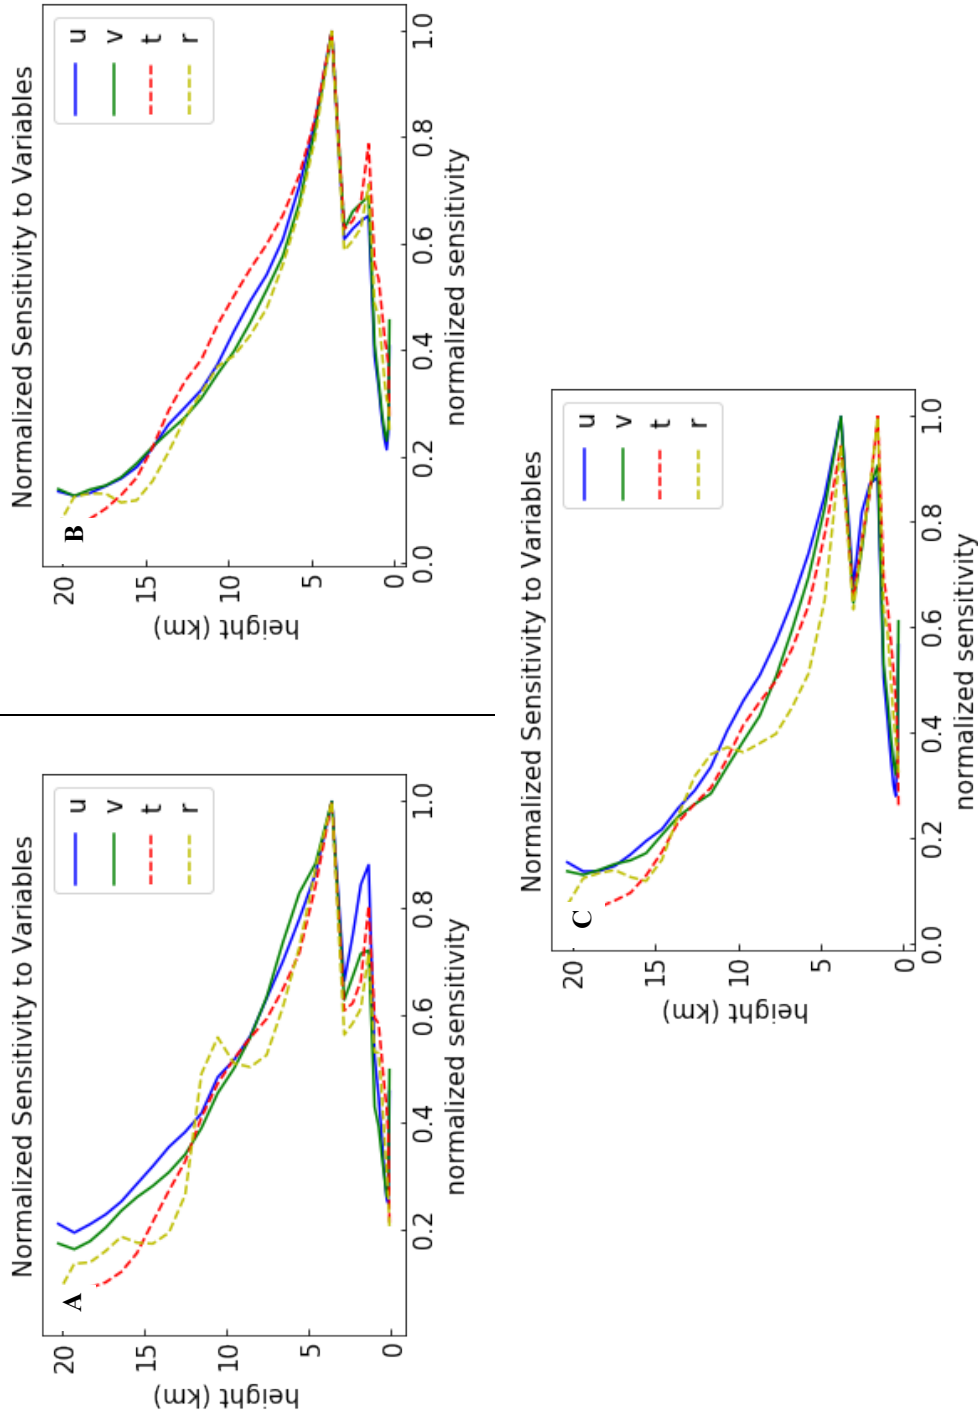 Normalized Sensitivity to Variables
A
u
v
t
r
20
15
10
5
0
height (km)
0.2
0.4
0.6
0.8
1.0
normalized sensitivity
Normalized Sensitivity to Variables
B
u
v
t
r
20
15
10
5
0
height (km)
0.0
0.2
0.4
0.6
0.8
1.0
normalized sensitivity
Normalized Sensitivity to Variables
C
u
v
t
r
20
15
10
5
0
height (km)
0.0
0.2
0.4
0.6
0.8
1.0
normalized sensitivity